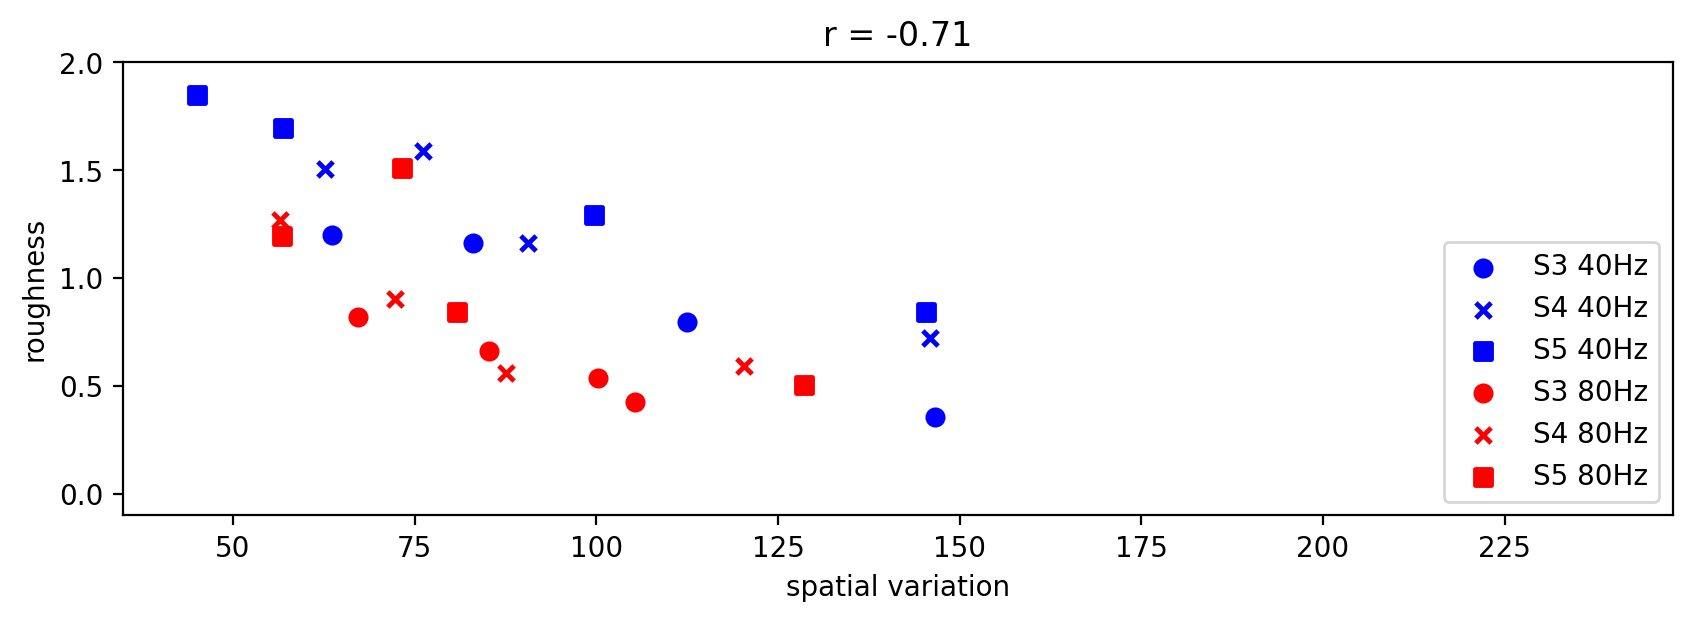 r = -0.71
2.0
1.5
1.0
0.5
0.0
roughness
50 75 100 125 150 175 200 225
spatial variation
S3 40Hz
S4 40Hz
S5 40Hz
S3 80Hz
S4 80Hz
S5 80Hz